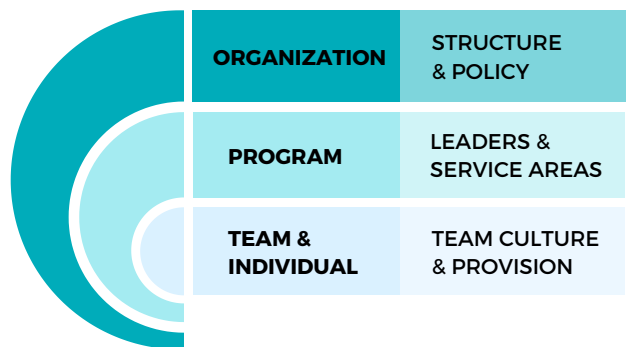 ORGANIZATION
STRUCTURE
& POLICY
PROGRAM
LEADERS &
SERVICE AREAS
TEAM &
INDIVIDUAL
TEAM CULTURE
& PROVISION